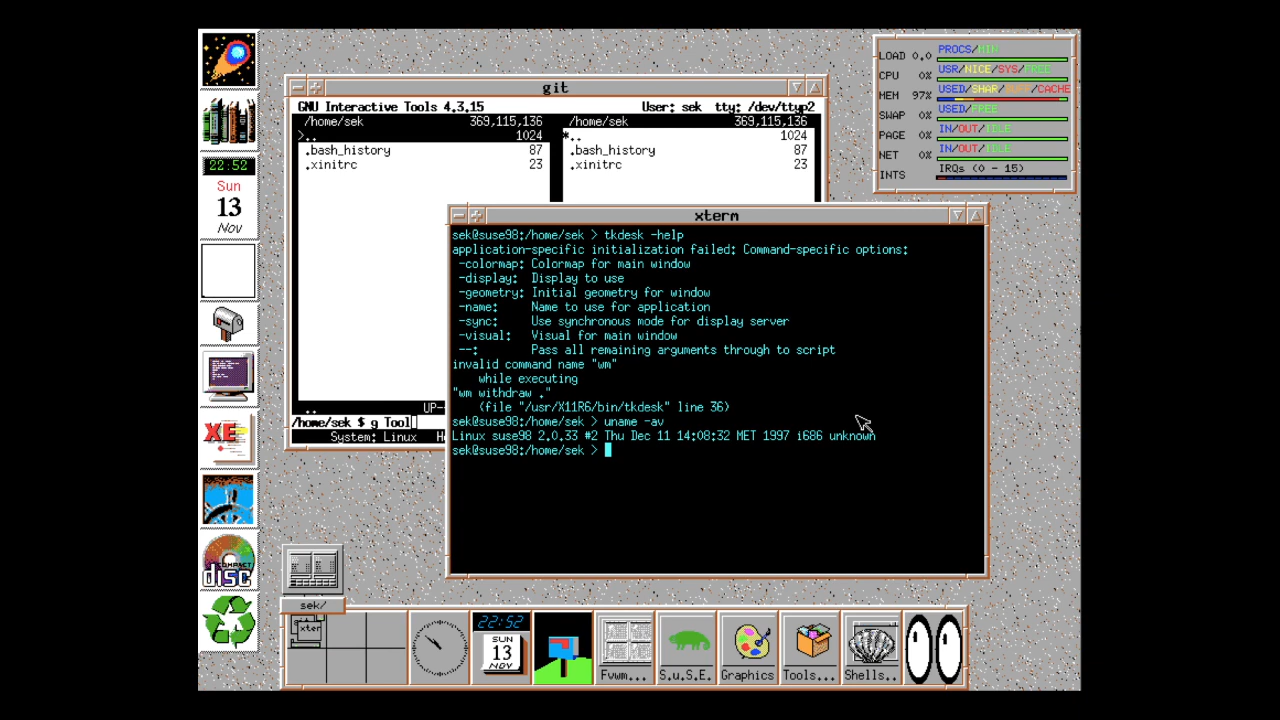 git
GNU Interactive Tools 4.3.15 User: sek tty: /dev/ttyp2
/home/sek 369,115,136 /home/sek 369,115,136
>.. 1024 *.. 1024
.bash_history 87 .bash_history 87
.xinitrc 23 .xinitrc 23
.. UP-
/home/sek $ g Tool
System: Linux
22:52
Sun
13
Nov
XE
COMPACT
disc
LOAD 0.0 PROCS/MIN
CPU 0% USR/NICE/SYS/FREE
MEM 97% USED/SHAR/BUFF/CACHE
SWAP 0% USED/FREE
PAGE 0% IN/OUT/IDLE
NET 0% IN/OUT/IDLE
INTS IRQs (0 - 15)
xterm
sek@suse98:/home/sek > tkdesk -help
application-specific initialization failed: Command-specific options:
-colormap: Colormap for main window
-display: Display to use
-geometry: Initial geometry for window
-name: Name to use for application
-sync: Use synchronous mode for display server
-visual: Visual for main window
--: Pass all remaining arguments through to script
invalid command name "wm"
while executing
"wm withdraw ."
(file "/usr/X11R6/bin/tkdesk" line 36)
sek@suse98:/home/sek > uname -av
Linux suse98 2.0.33 #2 Thu Dec 11 14:08:32 MET 1997 i686 unknown
sek@suse98:/home/sek >
sek/
xter
22:52
SUN
13
NOV
Fvwm...
S.u.S.E.
Graphics
Tools...
Shells..